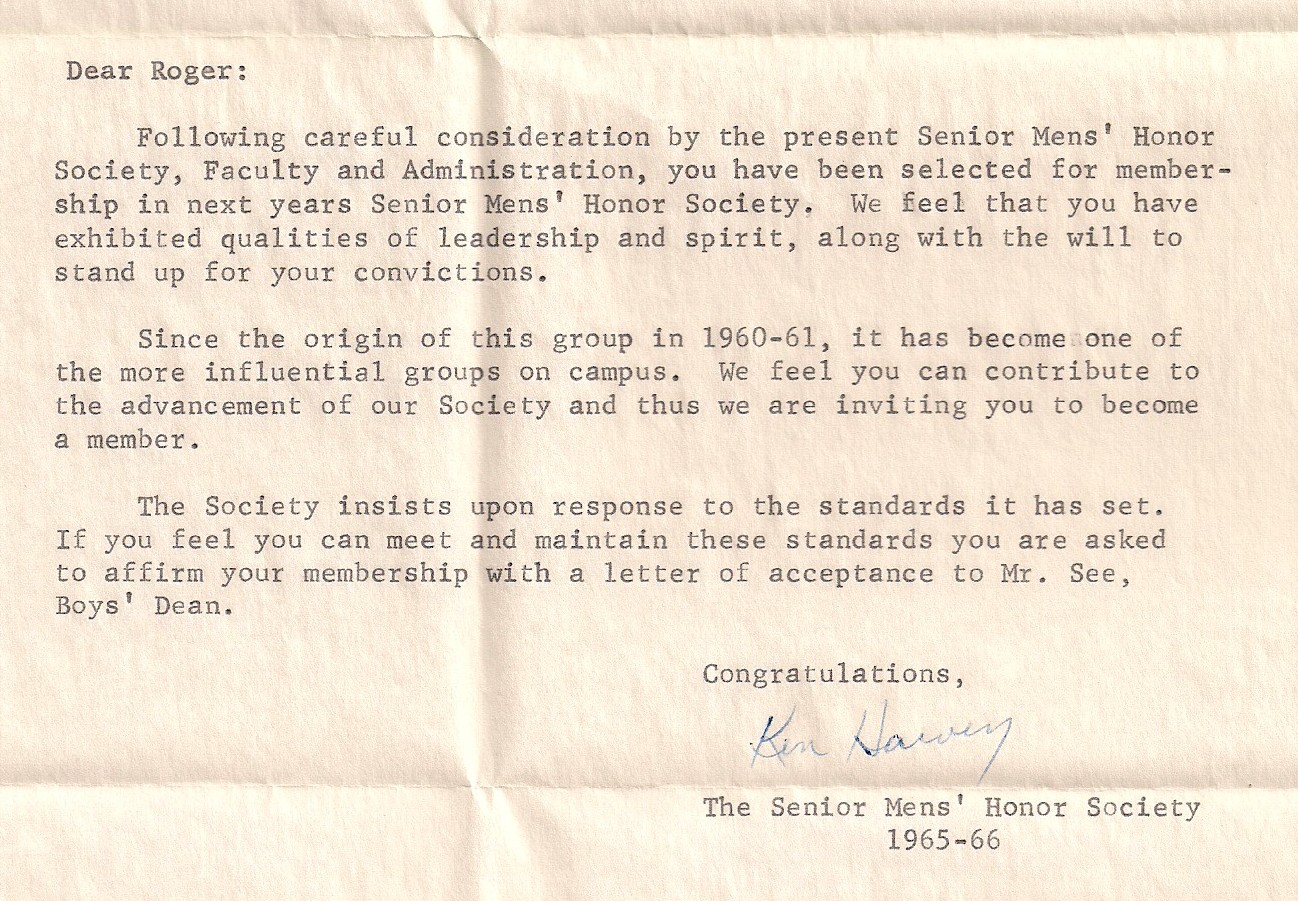 Dear Roger:
Following careful consideration by the present Senior Mens' Honor
Society, Faculty and Administration, you have been selected for member-
ship in next years Senior Mens' Honor Society. We feel that you have
exhibited qualities of leadership and spirit, along with the will to
stand up for your convictions.
Since the origin of this group in 1960-61, it has become one of
the more influential groups on campus. We feel you can contribute to
the advancement of our Society and thus we are inviting you to become
a member.
The Society insists upon response to the standards it has set.
If you feel you can meet and maintain these standards you are asked
to affirm your membership with a letter of acceptance to Mr. See,
Boys' Dean.
Congratulations,
Ken Harvey
The Senior Mens' Honor Society
1965-66